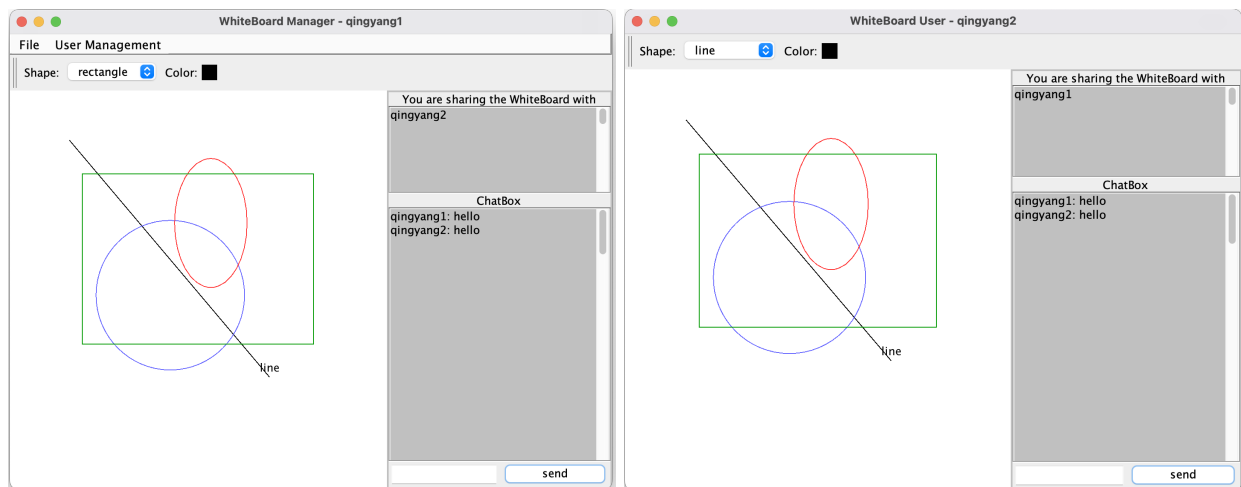 WhiteBoard Manager - qingyang1
File User Management
Shape: rectangle Color:
You are sharing the WhiteBoard with
qingyang2
ChatBox
qingyang1: hello
qingyang2: hello
line
send
WhiteBoard User - qingyang2
Shape: line Color:
You are sharing the WhiteBoard with
qingyang1
ChatBox
qingyang1: hello
qingyang2: hello
line
send